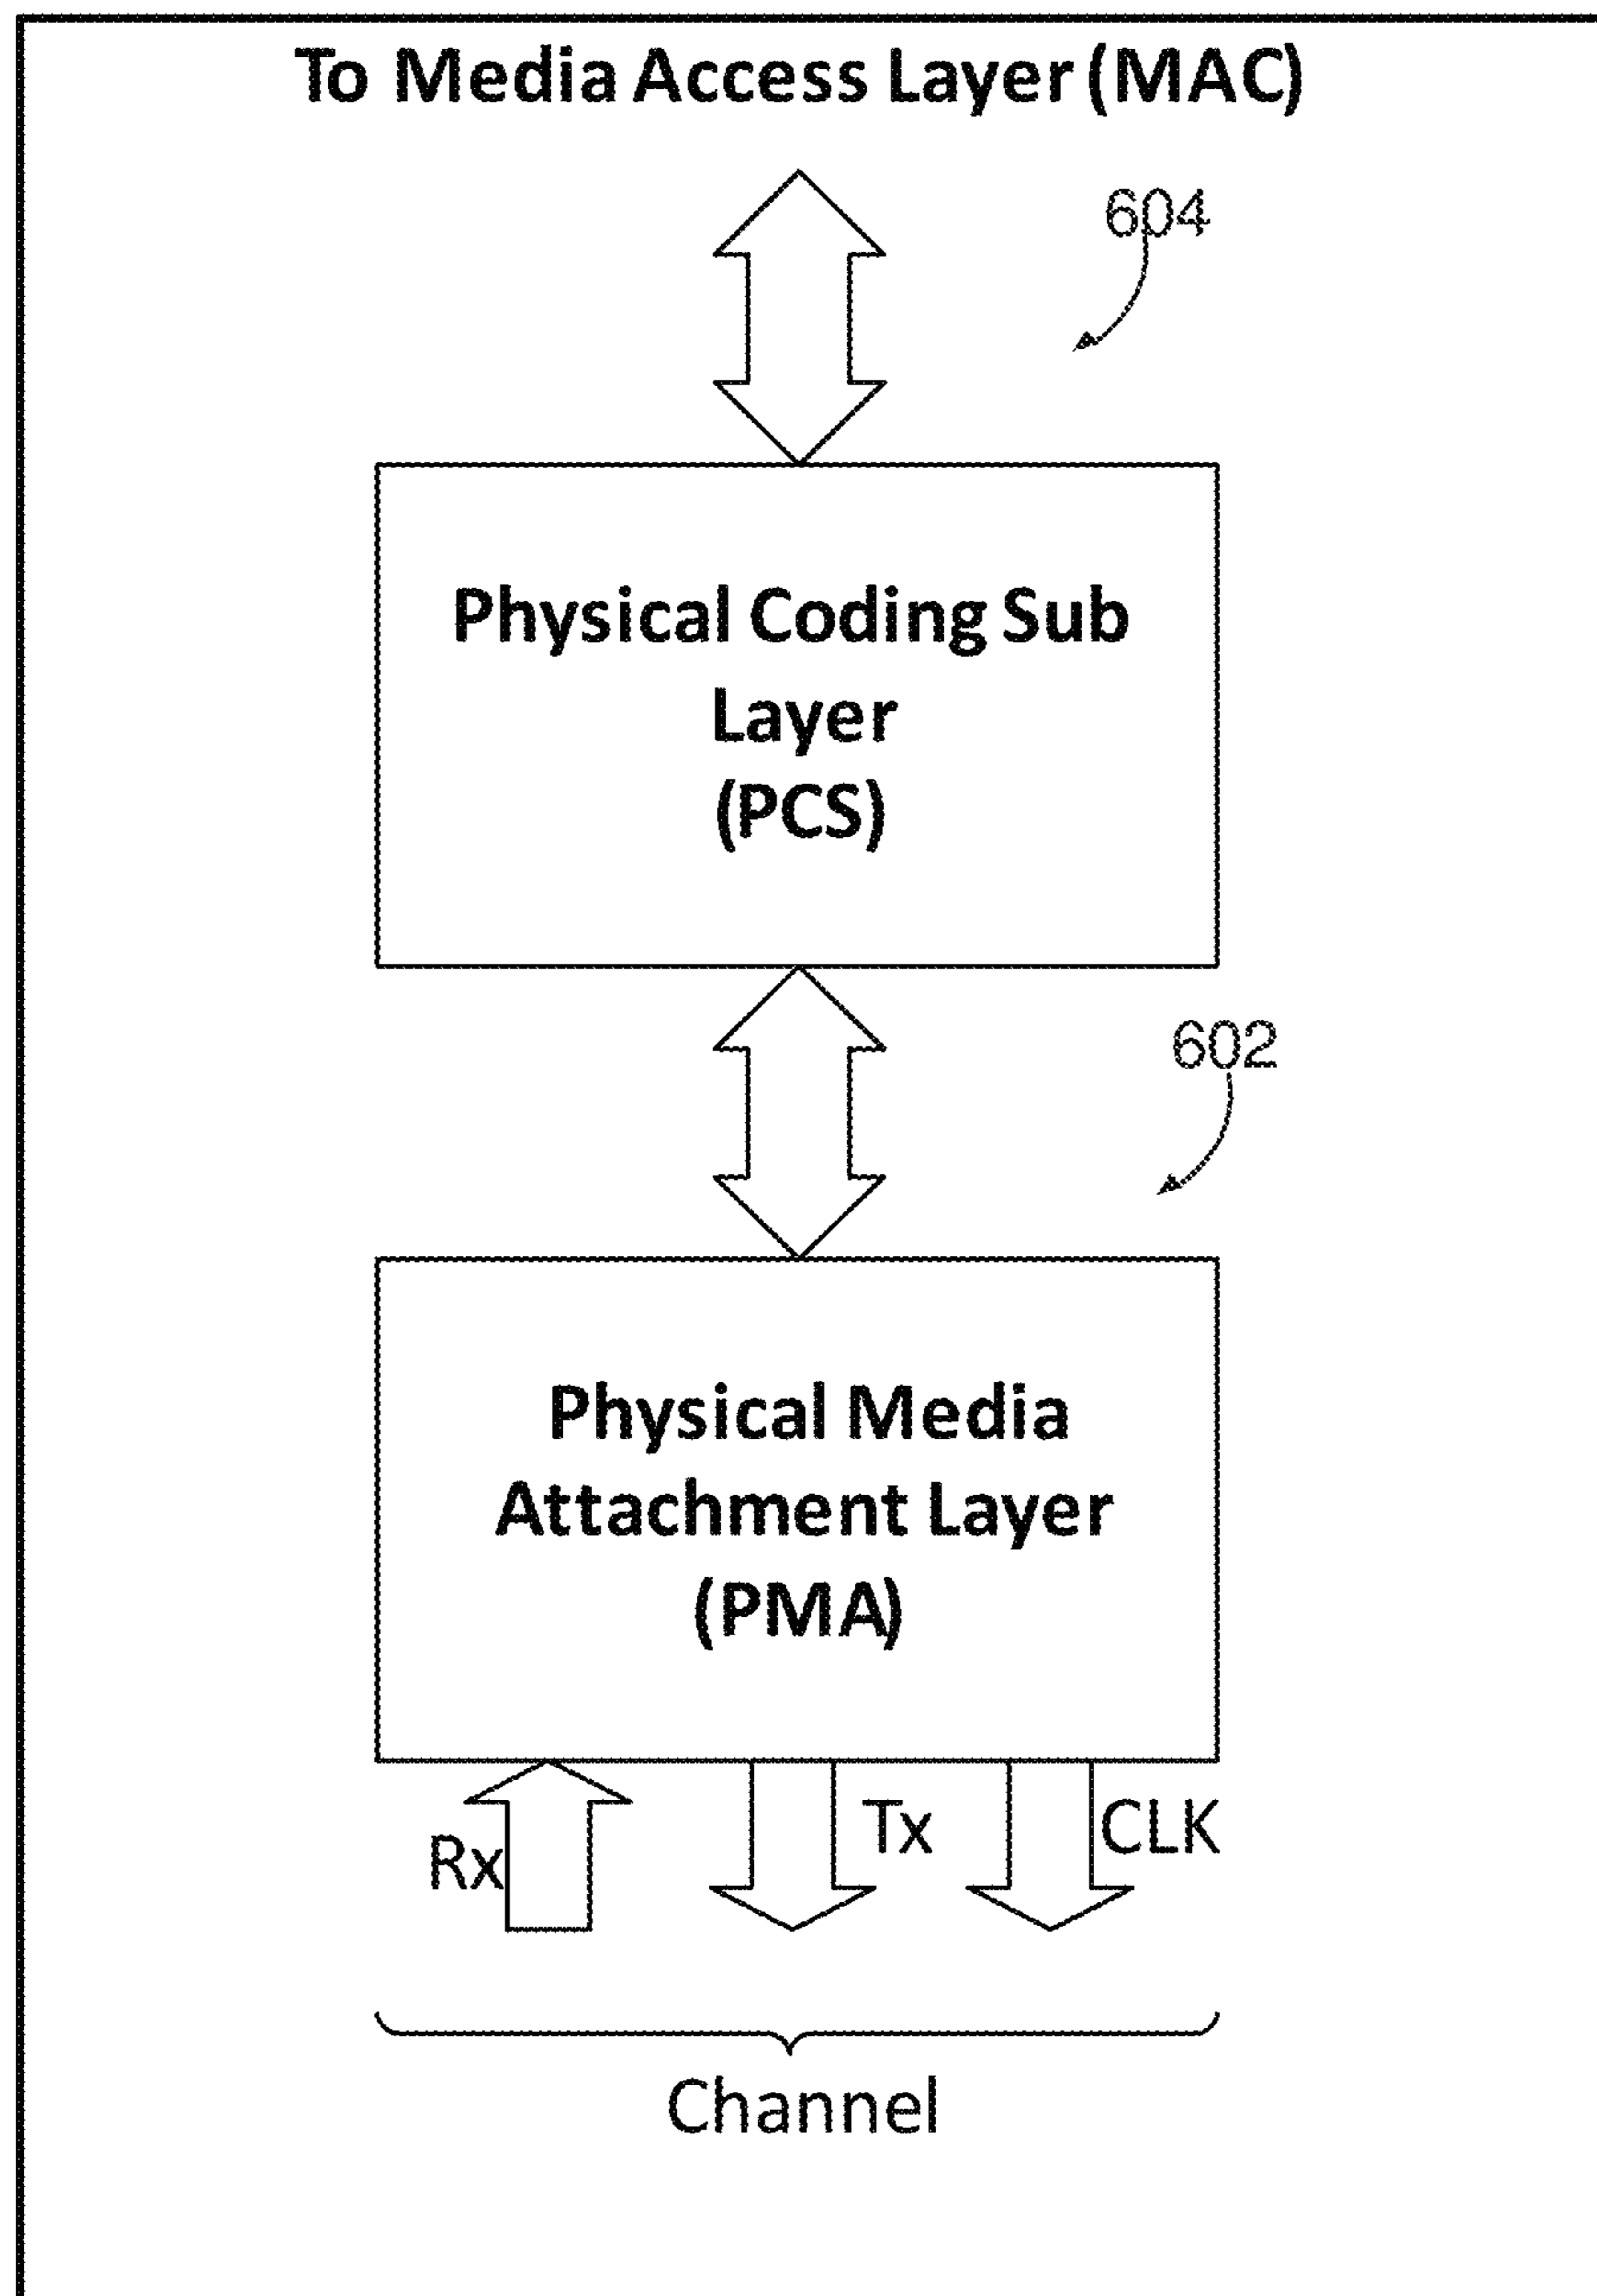 To Media Access Layer (MAC)
604
Physical Coding Sub
Layer
(PCS)
602
Physical Media
Attachment Layer
(PMA)
Rx
Tx
CLK
Channel